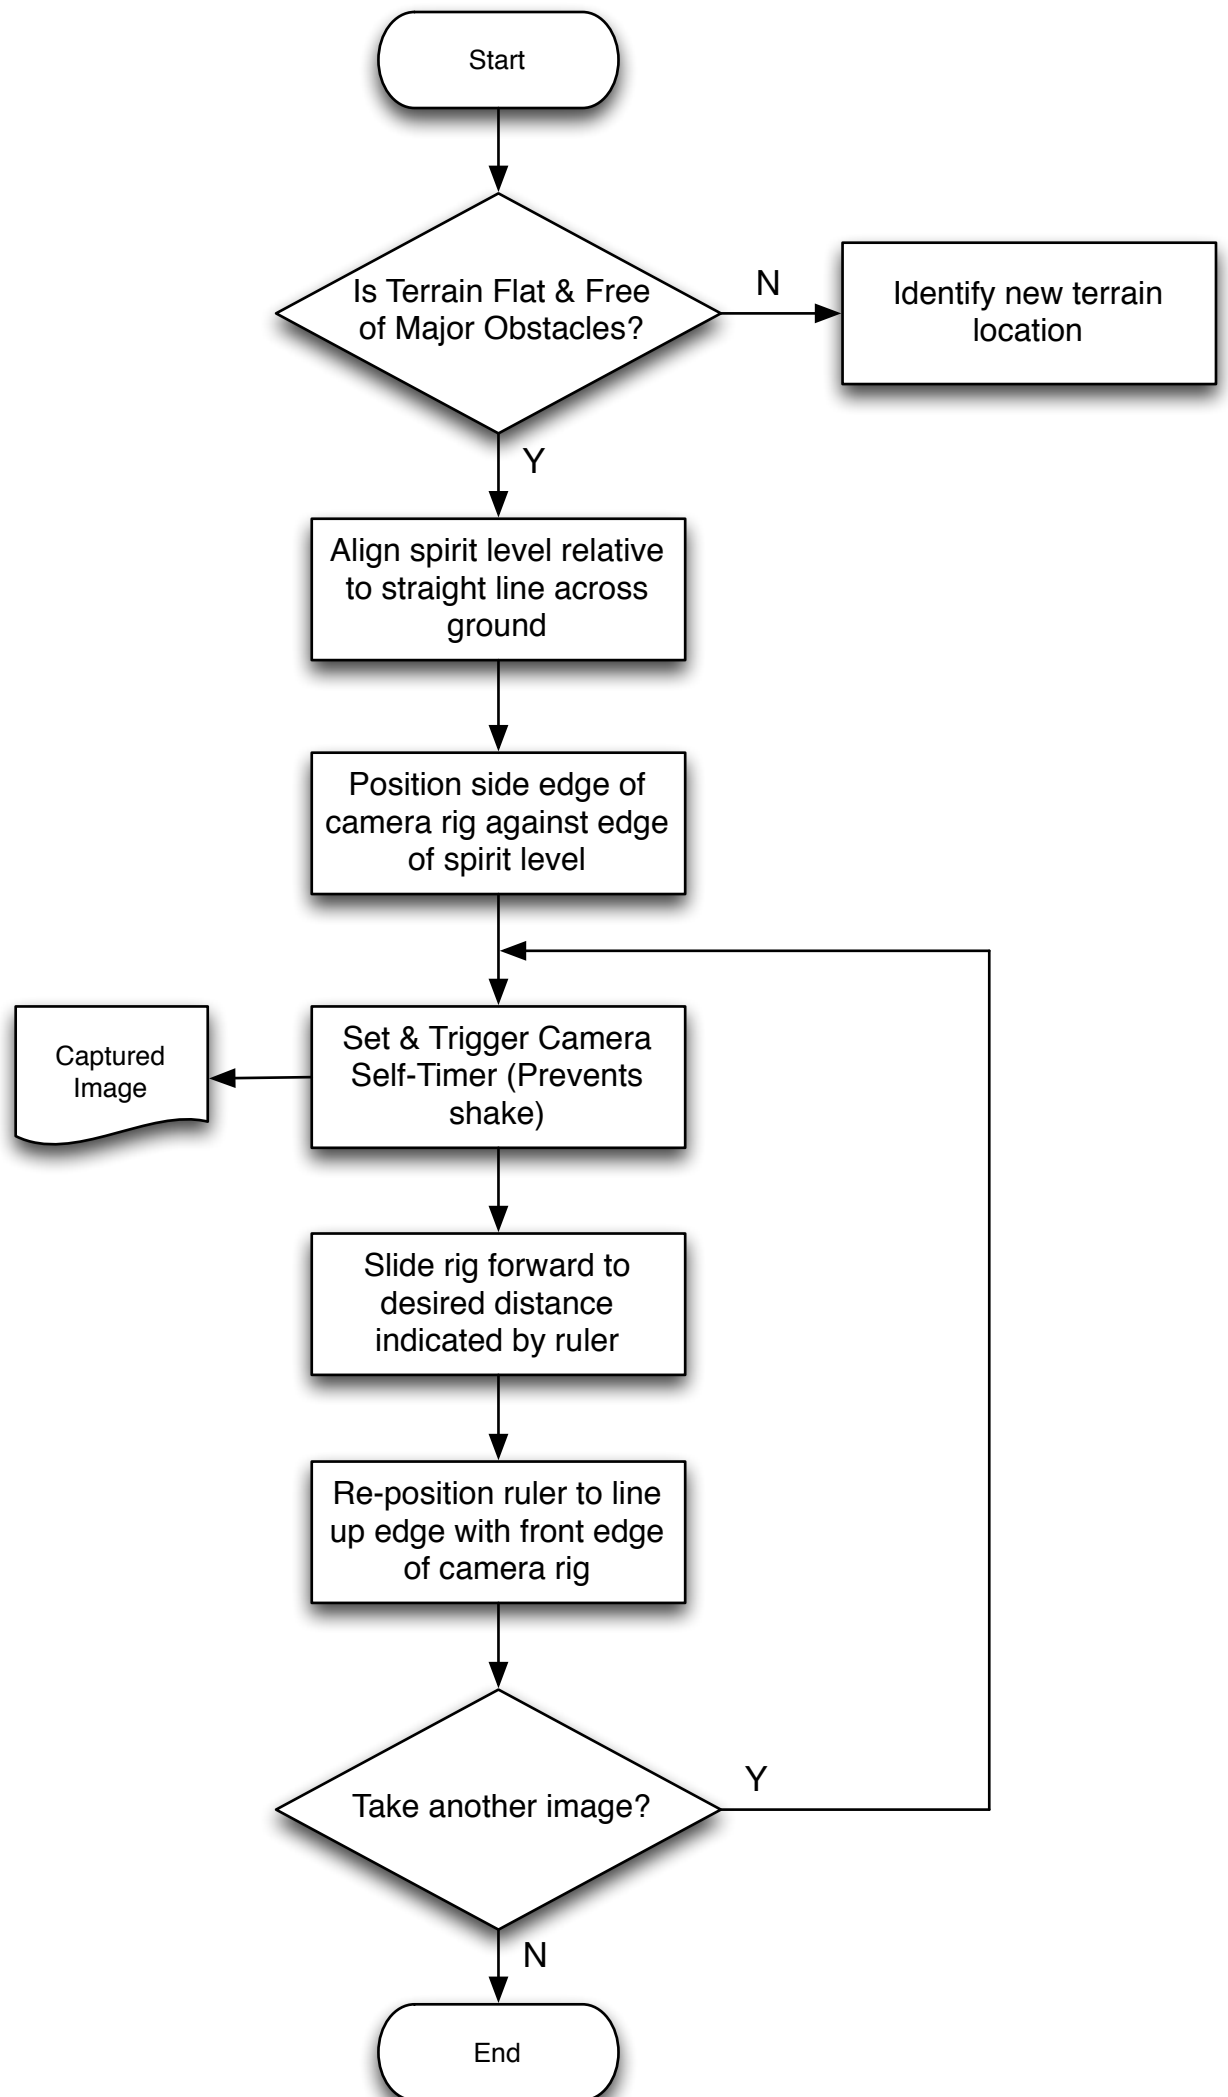 Start
Is Terrain Flat & Free
of Major Obstacles?
N
Identify new terrain
location
Y
Align spirit level relative
to straight line across
ground
Position side edge of
camera rig against edge
of spirit level
Captured
Image
Set & Trigger Camera
Self-Timer (Prevents
shake)
Slide rig forward to
desired distance
indicated by ruler
Re-position ruler to line
up edge with front edge
of camera rig
Take another image?
Y
N
End